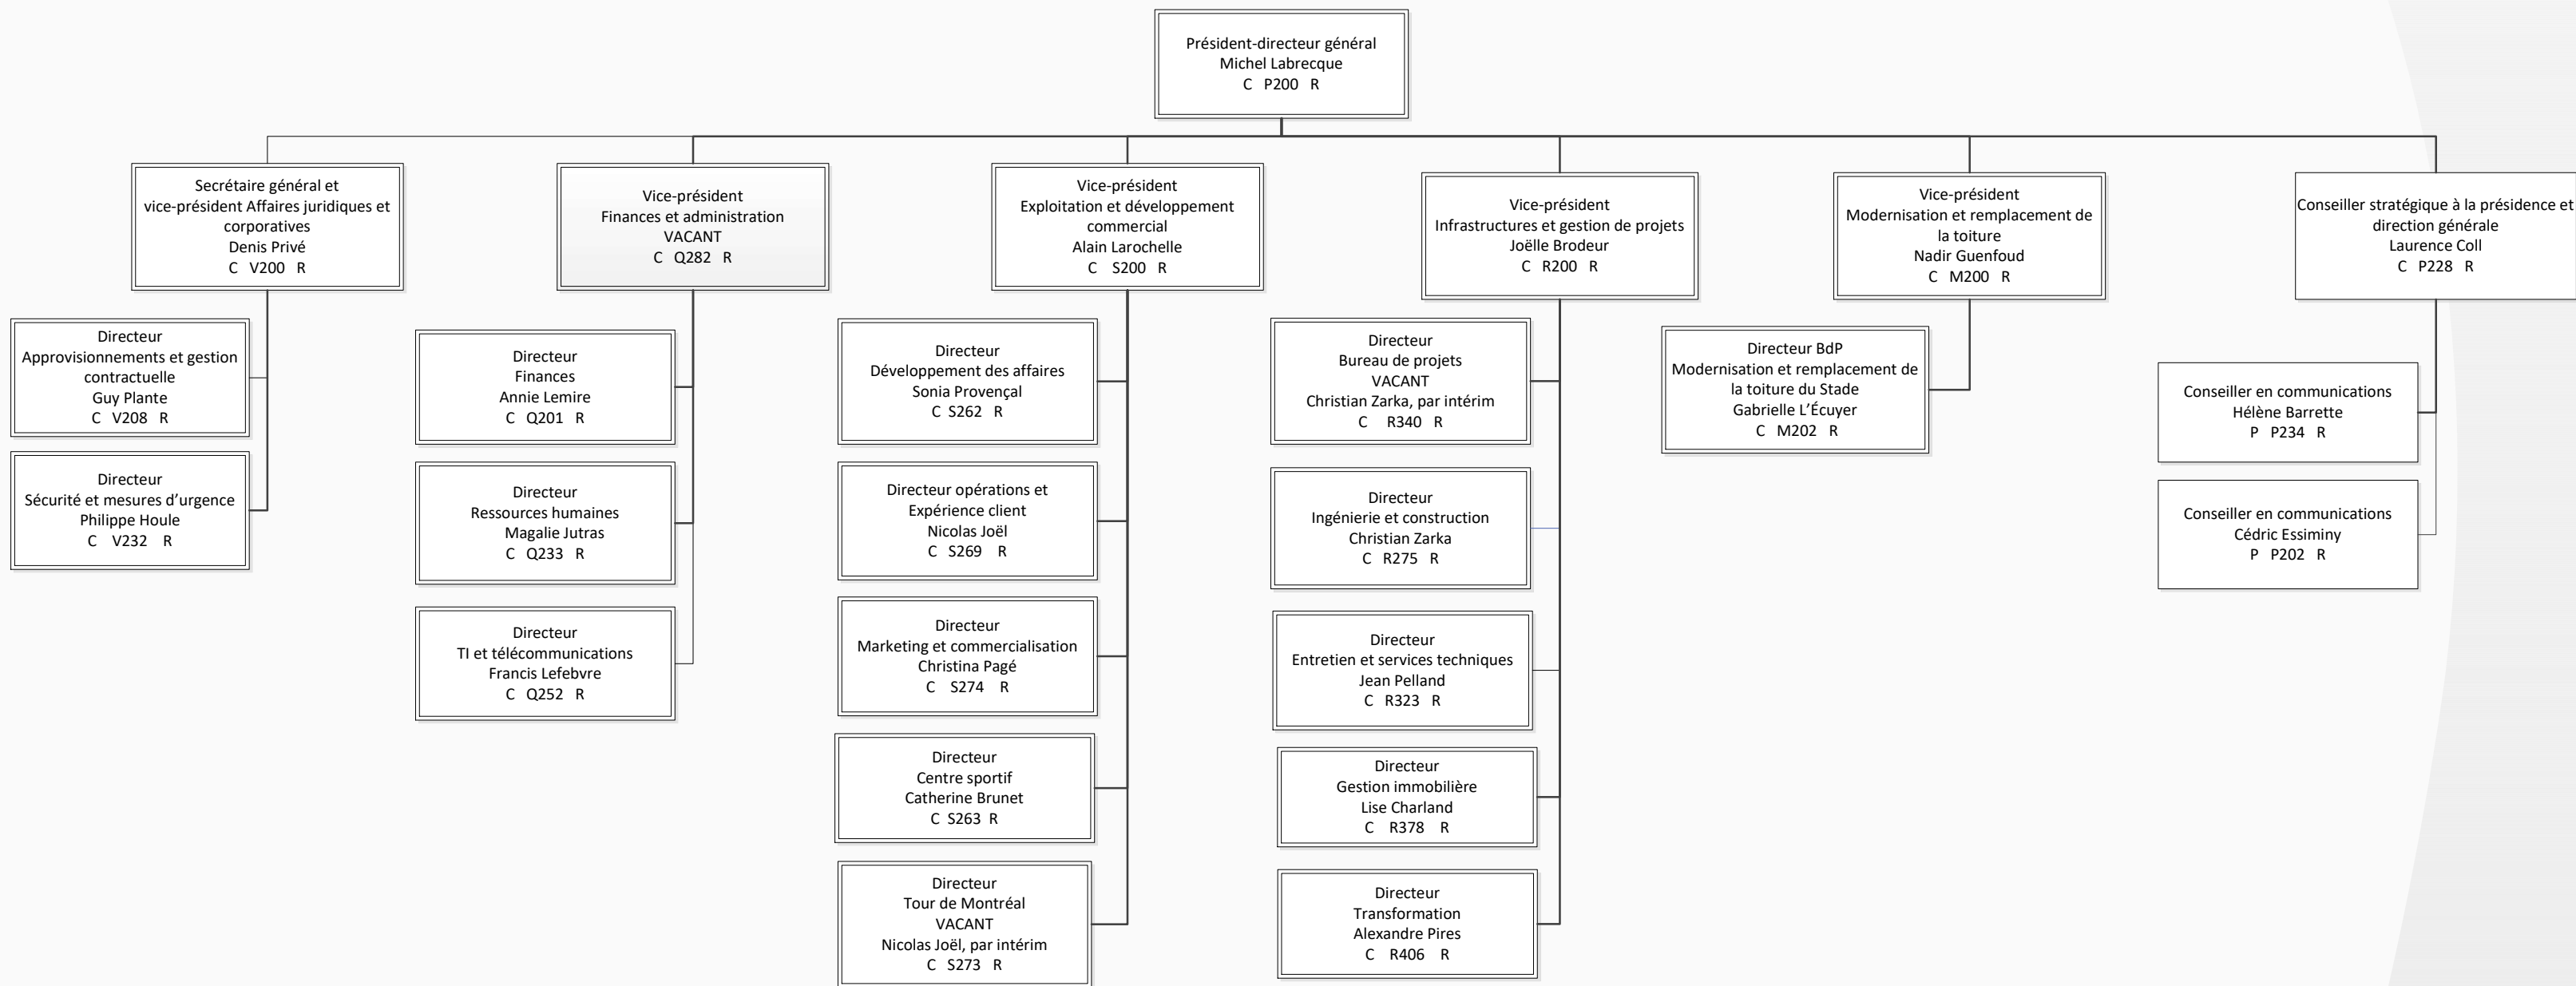 Président-directeur général
Michel Labrecque
C P200 R
Secrétaire général et
vice-président Affaires juridiques et
corporatives
Denis Privé
C V200 R
Vice-président
Finances et administration
VACANT
C Q282 R
Vice-président
Exploitation et développement
commercial
Alain Larochelle
C S200 R
Vice-président
Infrastructures et gestion de projets
Joëlle Brodeur
C R200 R
Vice-président
Modernisation et remplacement de
la toiture
Nadir Guenfoud
C M200 R
Conseiller stratégique à la présidence et
direction générale
Laurence Coll
C P228 R
Directeur
Approvisionnements et gestion
contractuelle
Guy Plante
C V208 R
Directeur
Sécurité et mesures d’urgence
Philippe Houle
C V232 R
Directeur
Finances
Annie Lemire
C Q201 R
Directeur
Ressources humaines
Magalie Jutras
C Q233 R
Directeur
TI et télécommunications
Francis Lefebvre
C Q252 R
Directeur
Développement des affaires
Sonia Provençal
C S262 R
Directeur opérations et
Expérience client
Nicolas Joël
C S269 R
Directeur
Marketing et commercialisation
Christina Pagé
C S274 R
Directeur
Centre sportif
Catherine Brunet
C S263 R
Directeur
Tour de Montréal
VACANT
Nicolas Joël, par intérim
C S273 R
Directeur
Bureau de projets
VACANT
Christian Zarka, par intérim
C R340 R
Directeur
Ingénierie et construction
Christian Zarka
C R275 R
Directeur
Entretien et services techniques
Jean Pelland
C R323 R
Directeur
Gestion immobilière
Lise Charland
C R378 R
Directeur
Transformation
Alexandre Pires
C R406 R
Directeur BdP
Modernisation et remplacement de
la toiture du Stade
Gabrielle L’Écuyer
C M202 R
Conseiller en communications
Hélène Barrette
P P234 R
Conseiller en communications
Cédric Essiminy
P P202 R